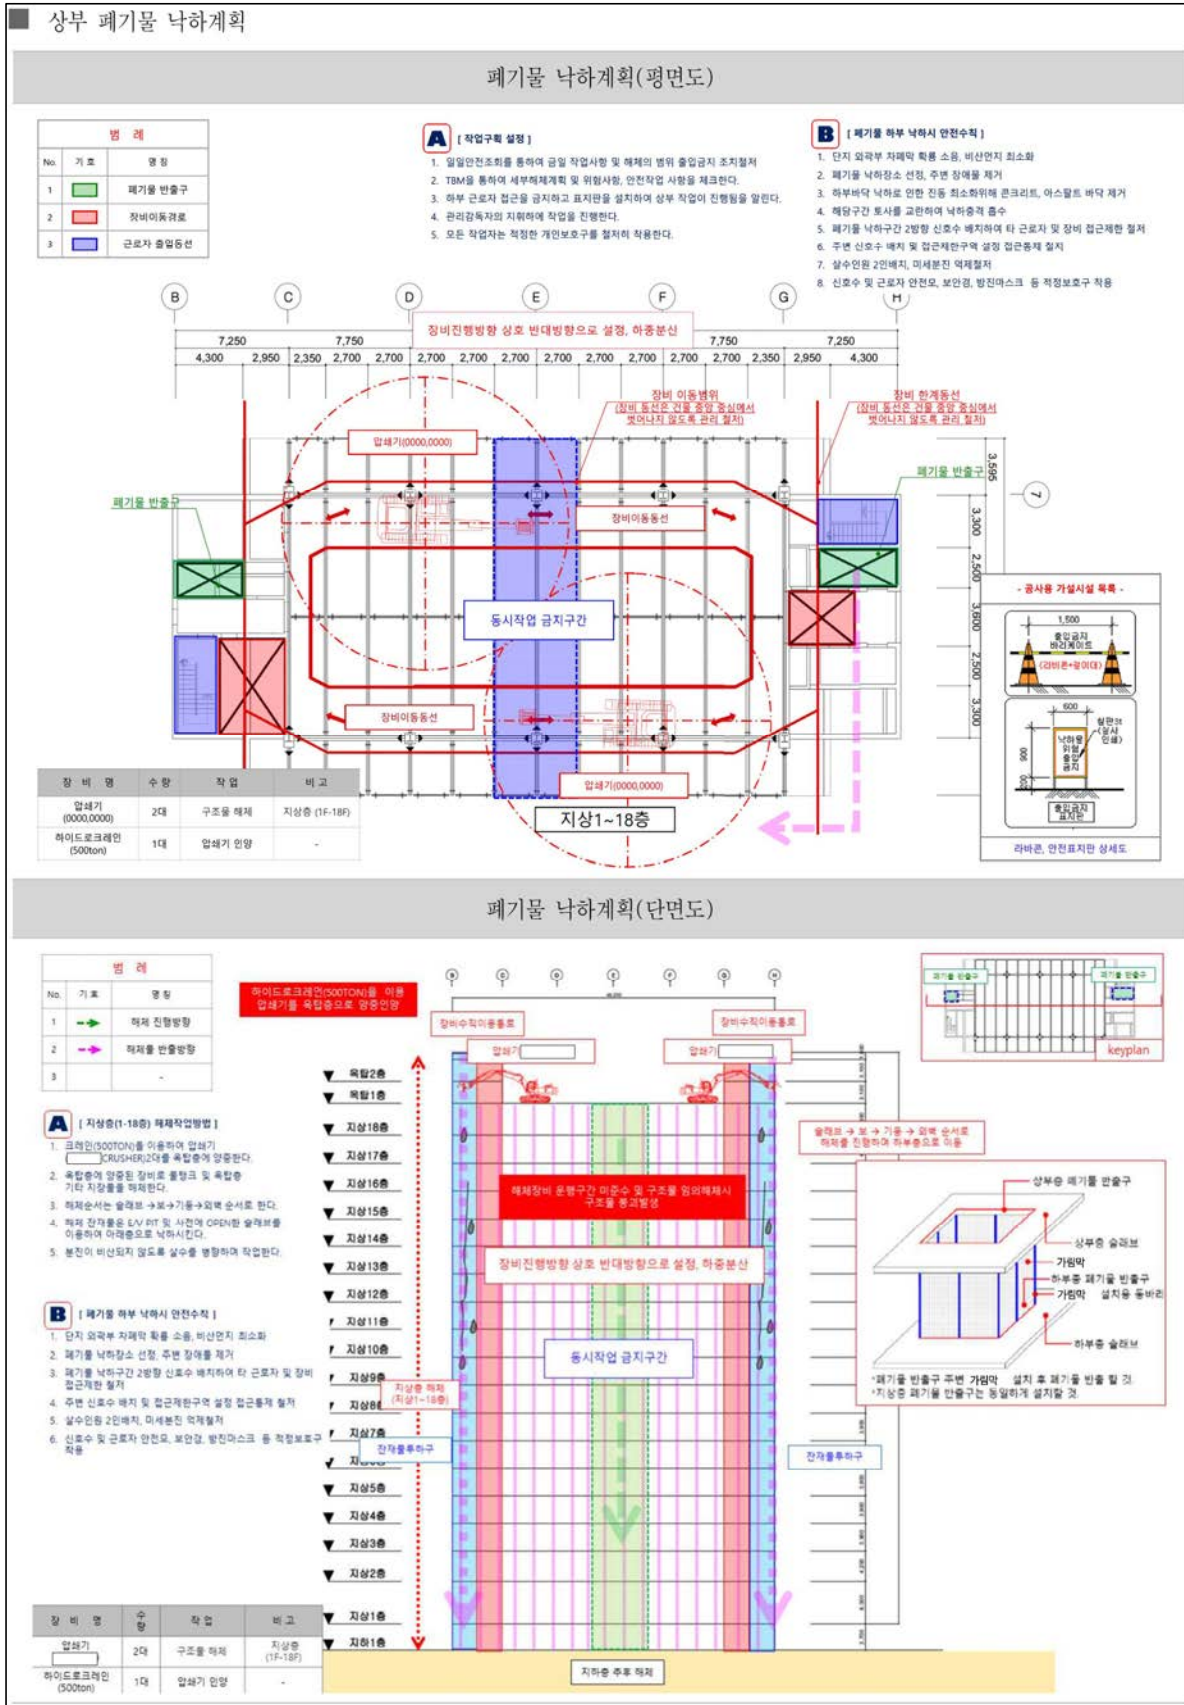 ■ 상부 폐기물 낙하계획
폐기물 낙하계획(평면도)
범 례
No. 기 호 명 칭
1 폐기물 반출구
2 장비이동경로
3 근로자 출입동선
A [ 작업구획 설정 ]
1. 일일안전조회를 통하여 금일 작업사항 및 해체의 범위 출입금지 조치철저
2. TBM을 통하여 세부해체계획 및 위험사항, 안전작업 사항을 체크한다.
3. 하부 근로자 접근을 금지하고 표지판을 설치하여 상부 작업이 진행됨을 알린다.
4. 관리감독자의 지휘하에 작업을 진행한다.
5. 모든 작업자는 적정한 개인보호구를 철저히 착용한다.
B [ 폐기물 하부 낙하시 안전수칙 ]
1. 단지 외곽부 차폐막 확룡 소음, 비산먼지 최소화
2. 폐기물 낙하장소 선정, 주변 장애물 제거
3. 하부바닥 낙하로 인한 진동 최소화위해 콘크리트, 아스팔트 바닥 제거
4. 해당구간 토사를 교란하여 낙하충격 흡수
5. 폐기물 낙하구간 2방향 신호수 배치하여 타 근로자 및 장비 접근제한 철저
6. 주변 신호수 배치 및 접근제한구역 설정 접근통제 철저
7. 살수인원 2인배치, 미세분진 억제철저
8. 신호수 및 근로자 안전모, 보안경, 방진마스크 등 적정보호구 착용
B C D E F G H
장비진행방향 상호 반대방향으로 설정, 하중분산
7,250 7,750 7,750 7,250
4,300 2,950 2,350 2,700 2,700 2,700 2,700 2,700 2,700 2,700 2,700 2,700 2,350 2,950 4,300
장비 이동범위
(장비 동선은 건물 중앙 중심에서
벗어나지 않도록 관리 철저)
장비 한계동선
(장비 동선은 건물 중앙 중심에서
벗어나지 않도록 관리 철저)
압쇄기(0000,0000)
폐기물 반출구
폐기물 반출구
장비이동동선
동시작업 금지구간
장비이동동선
압쇄기(0000,0000)
지상1~18층
3,595
7
3,300
2,500
3,600
2,500
3,300
- 공사용 가설시설 목록 -
1,500
출입금지
바리케이트
(라바콘+걸이대)
600
900
낙하물
위험
출입
금지
철판3t
(실사
인쇄)
출입금지
표지판
라바콘, 안전표지판 상세도
장 비 명 수 량 작 업 비 고
압쇄기
(0000,0000) 2대 구조물 해체 지상층 (1F-18F)
하이드로크레인
(500ton) 1대 압쇄기 인양 -
폐기물 낙하계획(단면도)
범 례
No. 기 호 명 칭
1 해체 진행방향
2 해체물 반출방향
3 -
하이드로크레인(500TON)을 이용
압쇄기를 옥탑층으로 양중인양
B C D E F G H
장비수직이동통로
장비수직이동통로
압쇄기
압쇄기
폐기물 반출구
폐기물 반출구
keyplan
A [ 지상층(1-18층) 해체작업방법 ]
1. 크레인(500TON)을 이용하여 압쇄기
( CRUSHER)2대를 옥탑층에 양중한다.
2. 옥탑층에 양중된 장비로 물탱크 및 옥탑층
기타 지장물을 해체한다.
3. 해체순서는 슬래브 →보→기둥→외벽 순서로 한다.
4. 해체 잔재물은 E/V PIT 및 사전에 OPEN한 슬래브를
이용하여 아래층으로 낙하시킨다.
5. 분진이 비산되지 않도록 살수를 병행하며 작업한다.
B [ 폐기물 하부 낙하시 안전수칙 ]
1. 단지 외곽부 차폐막 확룡 소음, 비산먼지 최소화
2. 폐기물 낙하장소 선정, 주변 장애물 제거
3. 폐기물 낙하구간 2방향 신호수 배치하여 타 근로자 및 장비
접근제한 철저
4. 주변 신호수 배치 및 접근제한구역 설정 접근통제 철저
5. 살수인원 2인배치, 미세분진 억제철저
6. 신호수 및 근로자 안전모, 보안경, 방진마스크 등 적정보호구
착용
옥탑2층
옥탑1층
지상18층
지상17층
지상16층
지상15층
지상14층
지상13층
지상12층
지상11층
지상10층
지상9층
지상8층
지상7층
지상5층
지상4층
지상3층
지상2층
지상1층
지하1층
지상층 해체
(지상1~18층)
잔재물투하구
해체장비 운행구간 미준수 및 구조물 임의해체시
구조물 붕괴발생
장비진행방향 상호 반대방향으로 설정, 하중분산
동시작업 금지구간
잔재물투하구
슬래브 → 보 → 기둥 → 외벽 순서로
해체를 진행하며 하부층으로 이동
상부층 폐기물 반출구
상부층 슬래브
가림막
하부층 폐기물 반출구
가림막 설치용 동바리
하부층 슬래브
*폐기물 반출구 주변 가림막 설치 후 폐기물 반출 할 것.
*지상층 폐기물 반출구는 동일하게 설치할 것.
지하층 추후 해체
장 비 명 수 량 작 업 비 고
압쇄기 2대 구조물 해체 지상층
(1F-18F)
하이드로크레인
(500ton) 1대 압쇄기 인양 -